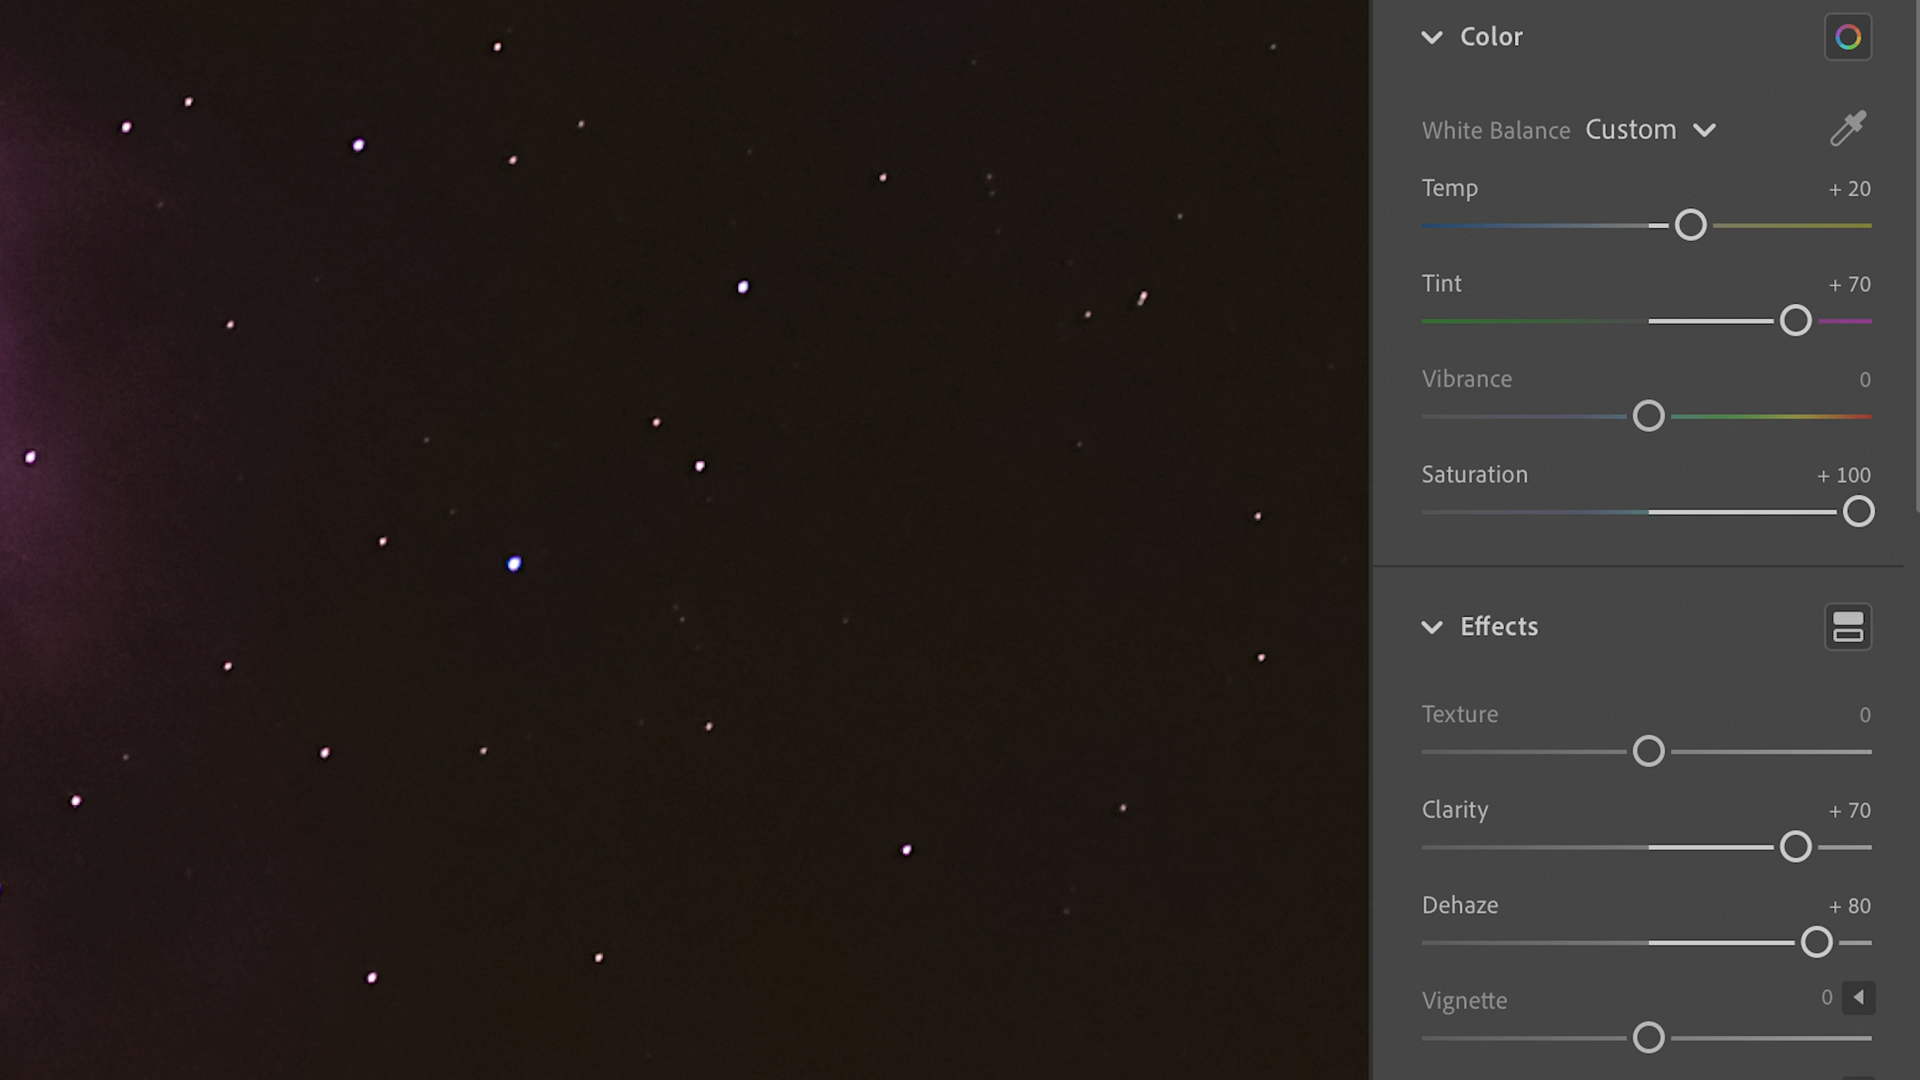 Color
White Balance Custom
Temp + 20
Tint + 70
Vibrance 0
Saturation + 100
Effects
Texture 0
Clarity + 70
Dehaze + 80
Vignette 0